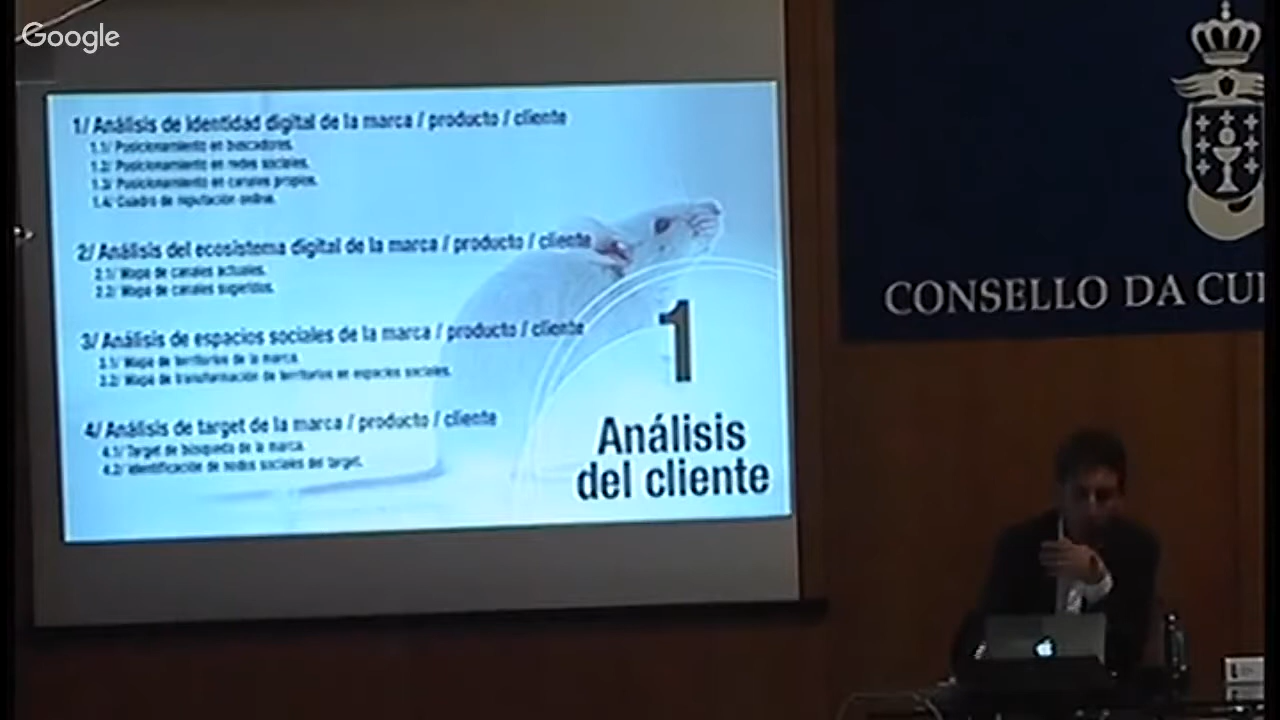 Google
1/ Análisis de identidad digital de la marca / producto / cliente
1.1/ Posicionamiento en buscadores.
1.2/ Posicionamiento en redes sociales.
1.3/ Posicionamiento en canales propios.
1.4/ Cuadro de reputación online.
2/ Análisis del ecosistema digital de la marca / producto / cliente
2.1/ Mapa de canales actuales.
2.2/ Mapa de canales sugeridos.
3/ Análisis de espacios sociales de la marca / producto / cliente
3.1/ Mapa de territorios de la marca.
3.2/ Mapa de transformación de territorios en espacios sociales.
4/ Análisis de target de la marca / producto / cliente
4.1/ Target de búsqueda de la marca.
4.2/ Identificación de nodos sociales del target.
1
Análisis
del cliente
CONSELLO DA CU